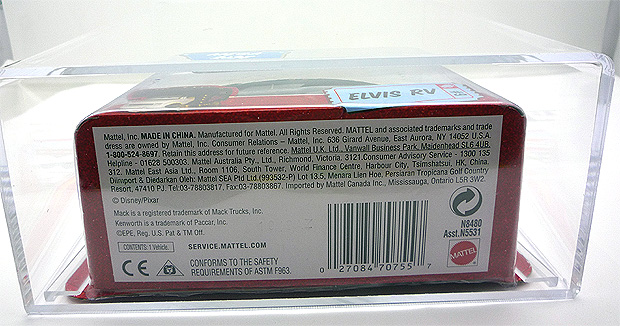 ELVIS RV
Mattel, Inc. MADE IN CHINA. Manufactured for Mattel. All Rights Reserved. MATTEL and associated trademarks and trade
dress are owned by Mattel, Inc. Consumer Relations – Mattel, Inc. 636 Girard Avenue, East Aurora, NY 14052 U.S.A.
1-800-524-8697. Retain this address for future reference. Mattel U.K. Ltd., Vanwall Business Park, Maidenhead SL6 4UB.
Helpline - 01628 500303. Mattel Australia Pty., Ltd., Richmond, Victoria. 3121.Consumer Advisory Service - 1300 135
312. Mattel East Asia Ltd., Room 1106, South Tower, World Finance Centre, Harbour City, Tsimshatsui, HK, China.
Diimport & Diedarkan Oleh: Mattel SEA Ptd Ltd.(993532-P) Lot 13.5, Menara Lien Hoe, Persiaran Tropicana Golf Country
Resort, 47410 PJ. Tel:03-78803817, Fax:03-78803867. Imported by Mattel Canada Inc., Mississauga, Ontario L5R 3W2.
© Disney/Pixar
Mack is a registered trademark of Mack Trucks, Inc.
Kenworth is a trademark of Paccar, Inc.
©EPE, Reg. U.S. Pat & TM Off.
CONTENTS: 1 Vehicle.
SERVICE.MATTEL.COM
CE
0-3
CONFORMS TO THE SAFETY
REQUIREMENTS OF ASTM F963.
0 27084 70755 7
N8480
Asst.N5531
MATTEL